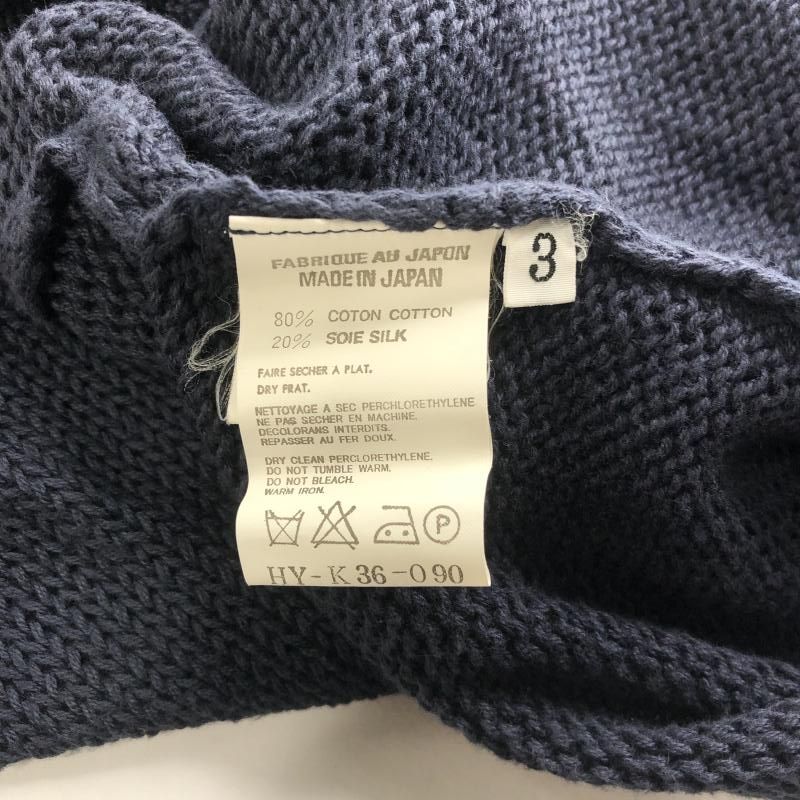 FABRIQUE AU JAPON
MADE IN JAPAN
3
80% COTON COTTON
20% SOIE SILK
FAIRE SECHER A PLAT.
DRY FRAT.
NETTOYAGE A SEC PERCHLORETHYLENE
NE PAS SECHER EN MACHINE.
DECOLORANS INTERDITS.
REPASSER AU FER DOUX.
DRY CLEAN PERCLORETHYLENE.
DO NOT TUMBLE WARM.
DO NOT BLEACH.
WARM IRON.
P
HY-K36-090